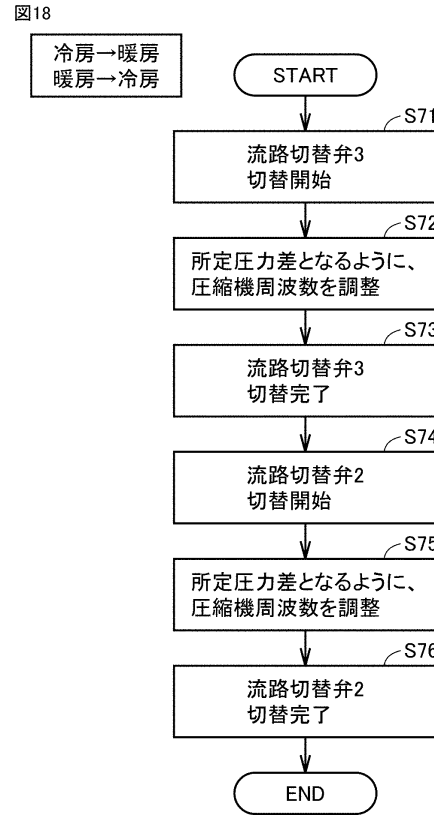 図18
冷房→暖房
暖房→冷房
START
S71
流路切替弁3
切替開始
S72
所定圧力差となるように、
圧縮機周波数を調整
S73
流路切替弁3
切替完了
S74
流路切替弁2
切替開始
S75
所定圧力差となるように、
圧縮機周波数を調整
S76
流路切替弁2
切替完了
END